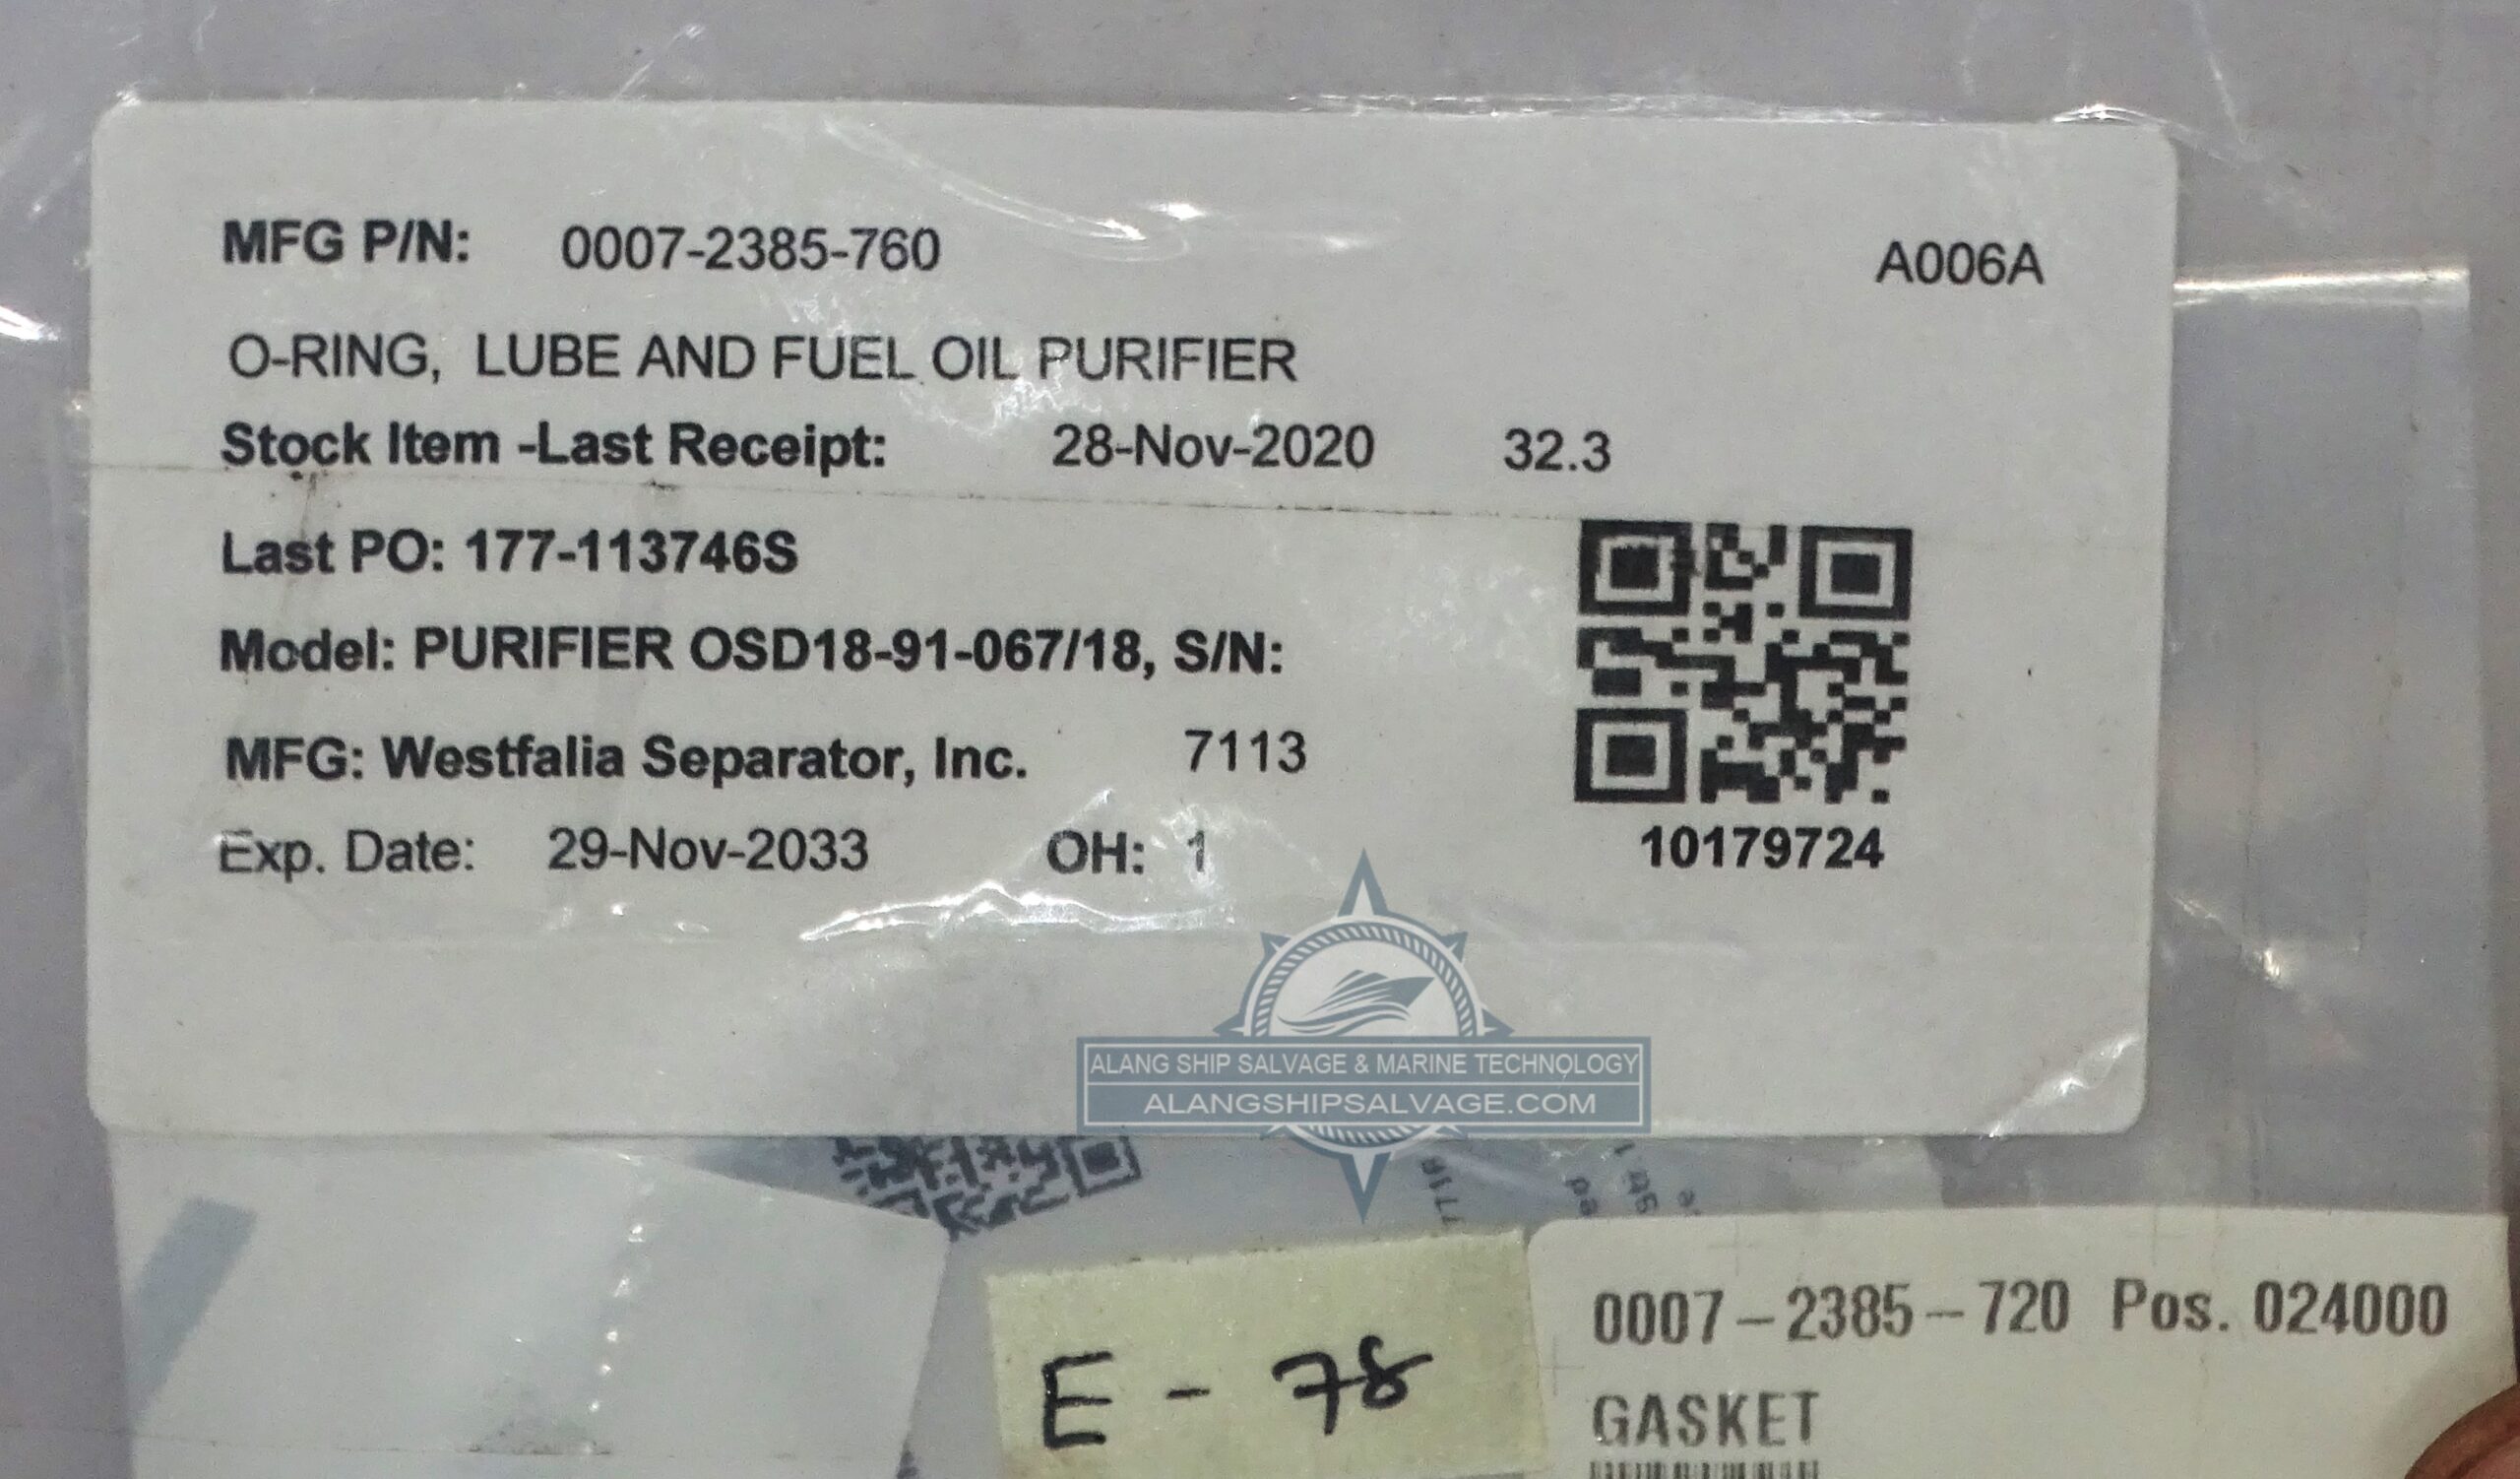 MFG P/N: 0007-2385-760 A006A
O-RING, LUBE AND FUEL OIL PURIFIER
Stock Item -Last Receipt: 28-Nov-2020 32.3
Last PO: 177-113746S
Model: PURIFIER OSD18-91-067/18, S/N:
MFG: Westfalia Separator, Inc. 7113
Exp. Date: 29-Nov-2033 OH: 1
10179724
ALANG SHIP SALVAGE & MARINE TECHNOLOGY
ALANGSHIPSALVAGE.COM
E - 78
0007-2385-720 Pos. 024000
GASKET